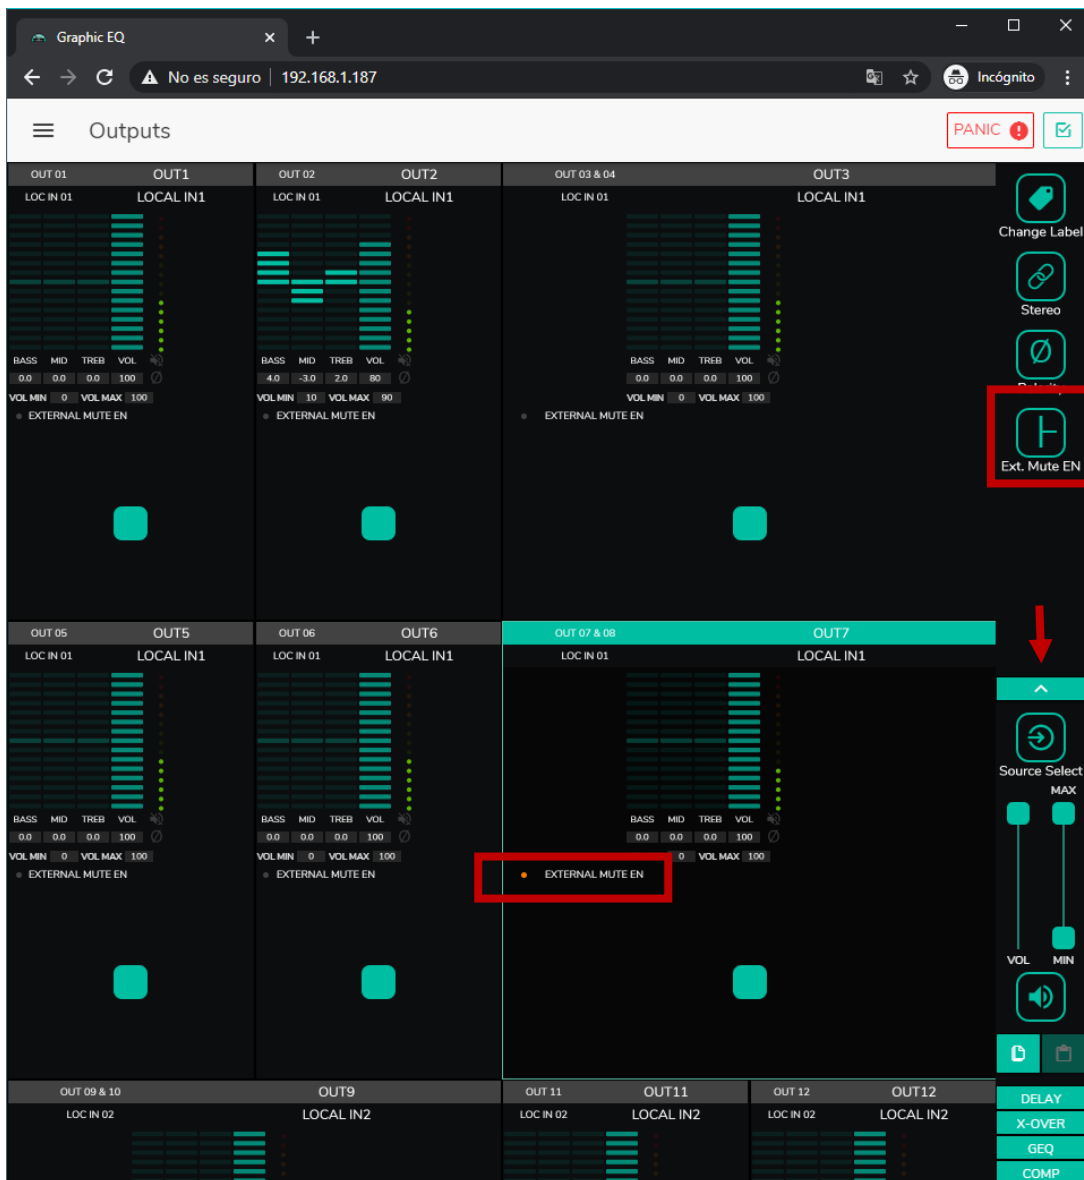 Graphic EQ
No es seguro 192.168.1.187
Incógnito
Outputs
PANIC
OUT 01 OUT1
LOC IN 01 LOCAL IN1
BASS MID TREB VOL
0.0 0.0 0.0 100
VOL MIN 0 VOL MAX 100
EXTERNAL MUTE EN
OUT 02 OUT2
LOC IN 01 LOCAL IN1
BASS MID TREB VOL
4.0 -3.0 2.0 80
VOL MIN 10 VOL MAX 90
EXTERNAL MUTE EN
OUT 03 & 04 OUT3
LOC IN 01 LOCAL IN1
BASS MID TREB VOL
0.0 0.0 0.0 100
VOL MIN 0 VOL MAX 100
EXTERNAL MUTE EN
Change Label
Stereo
Ext. Mute EN
OUT 05 OUT5
LOC IN 01 LOCAL IN1
BASS MID TREB VOL
0.0 0.0 0.0 100
VOL MIN 0 VOL MAX 100
EXTERNAL MUTE EN
OUT 06 OUT6
LOC IN 01 LOCAL IN1
BASS MID TREB VOL
0.0 0.0 0.0 100
VOL MIN 0 VOL MAX 100
EXTERNAL MUTE EN
OUT 07 & 08 OUT7
LOC IN 01 LOCAL IN1
BASS MID TREB VOL
0.0 0.0 0.0 100
0 VOL MAX 100
EXTERNAL MUTE EN
Source Select
MAX
VOL MIN
OUT 09 & 10 OUT9
LOC IN 02 LOCAL IN2
OUT 11 OUT11
LOC IN 02 LOCAL IN2
OUT 12 OUT12
LOC IN 02 LOCAL IN2
DELAY
X-OVER
GEQ
COMP